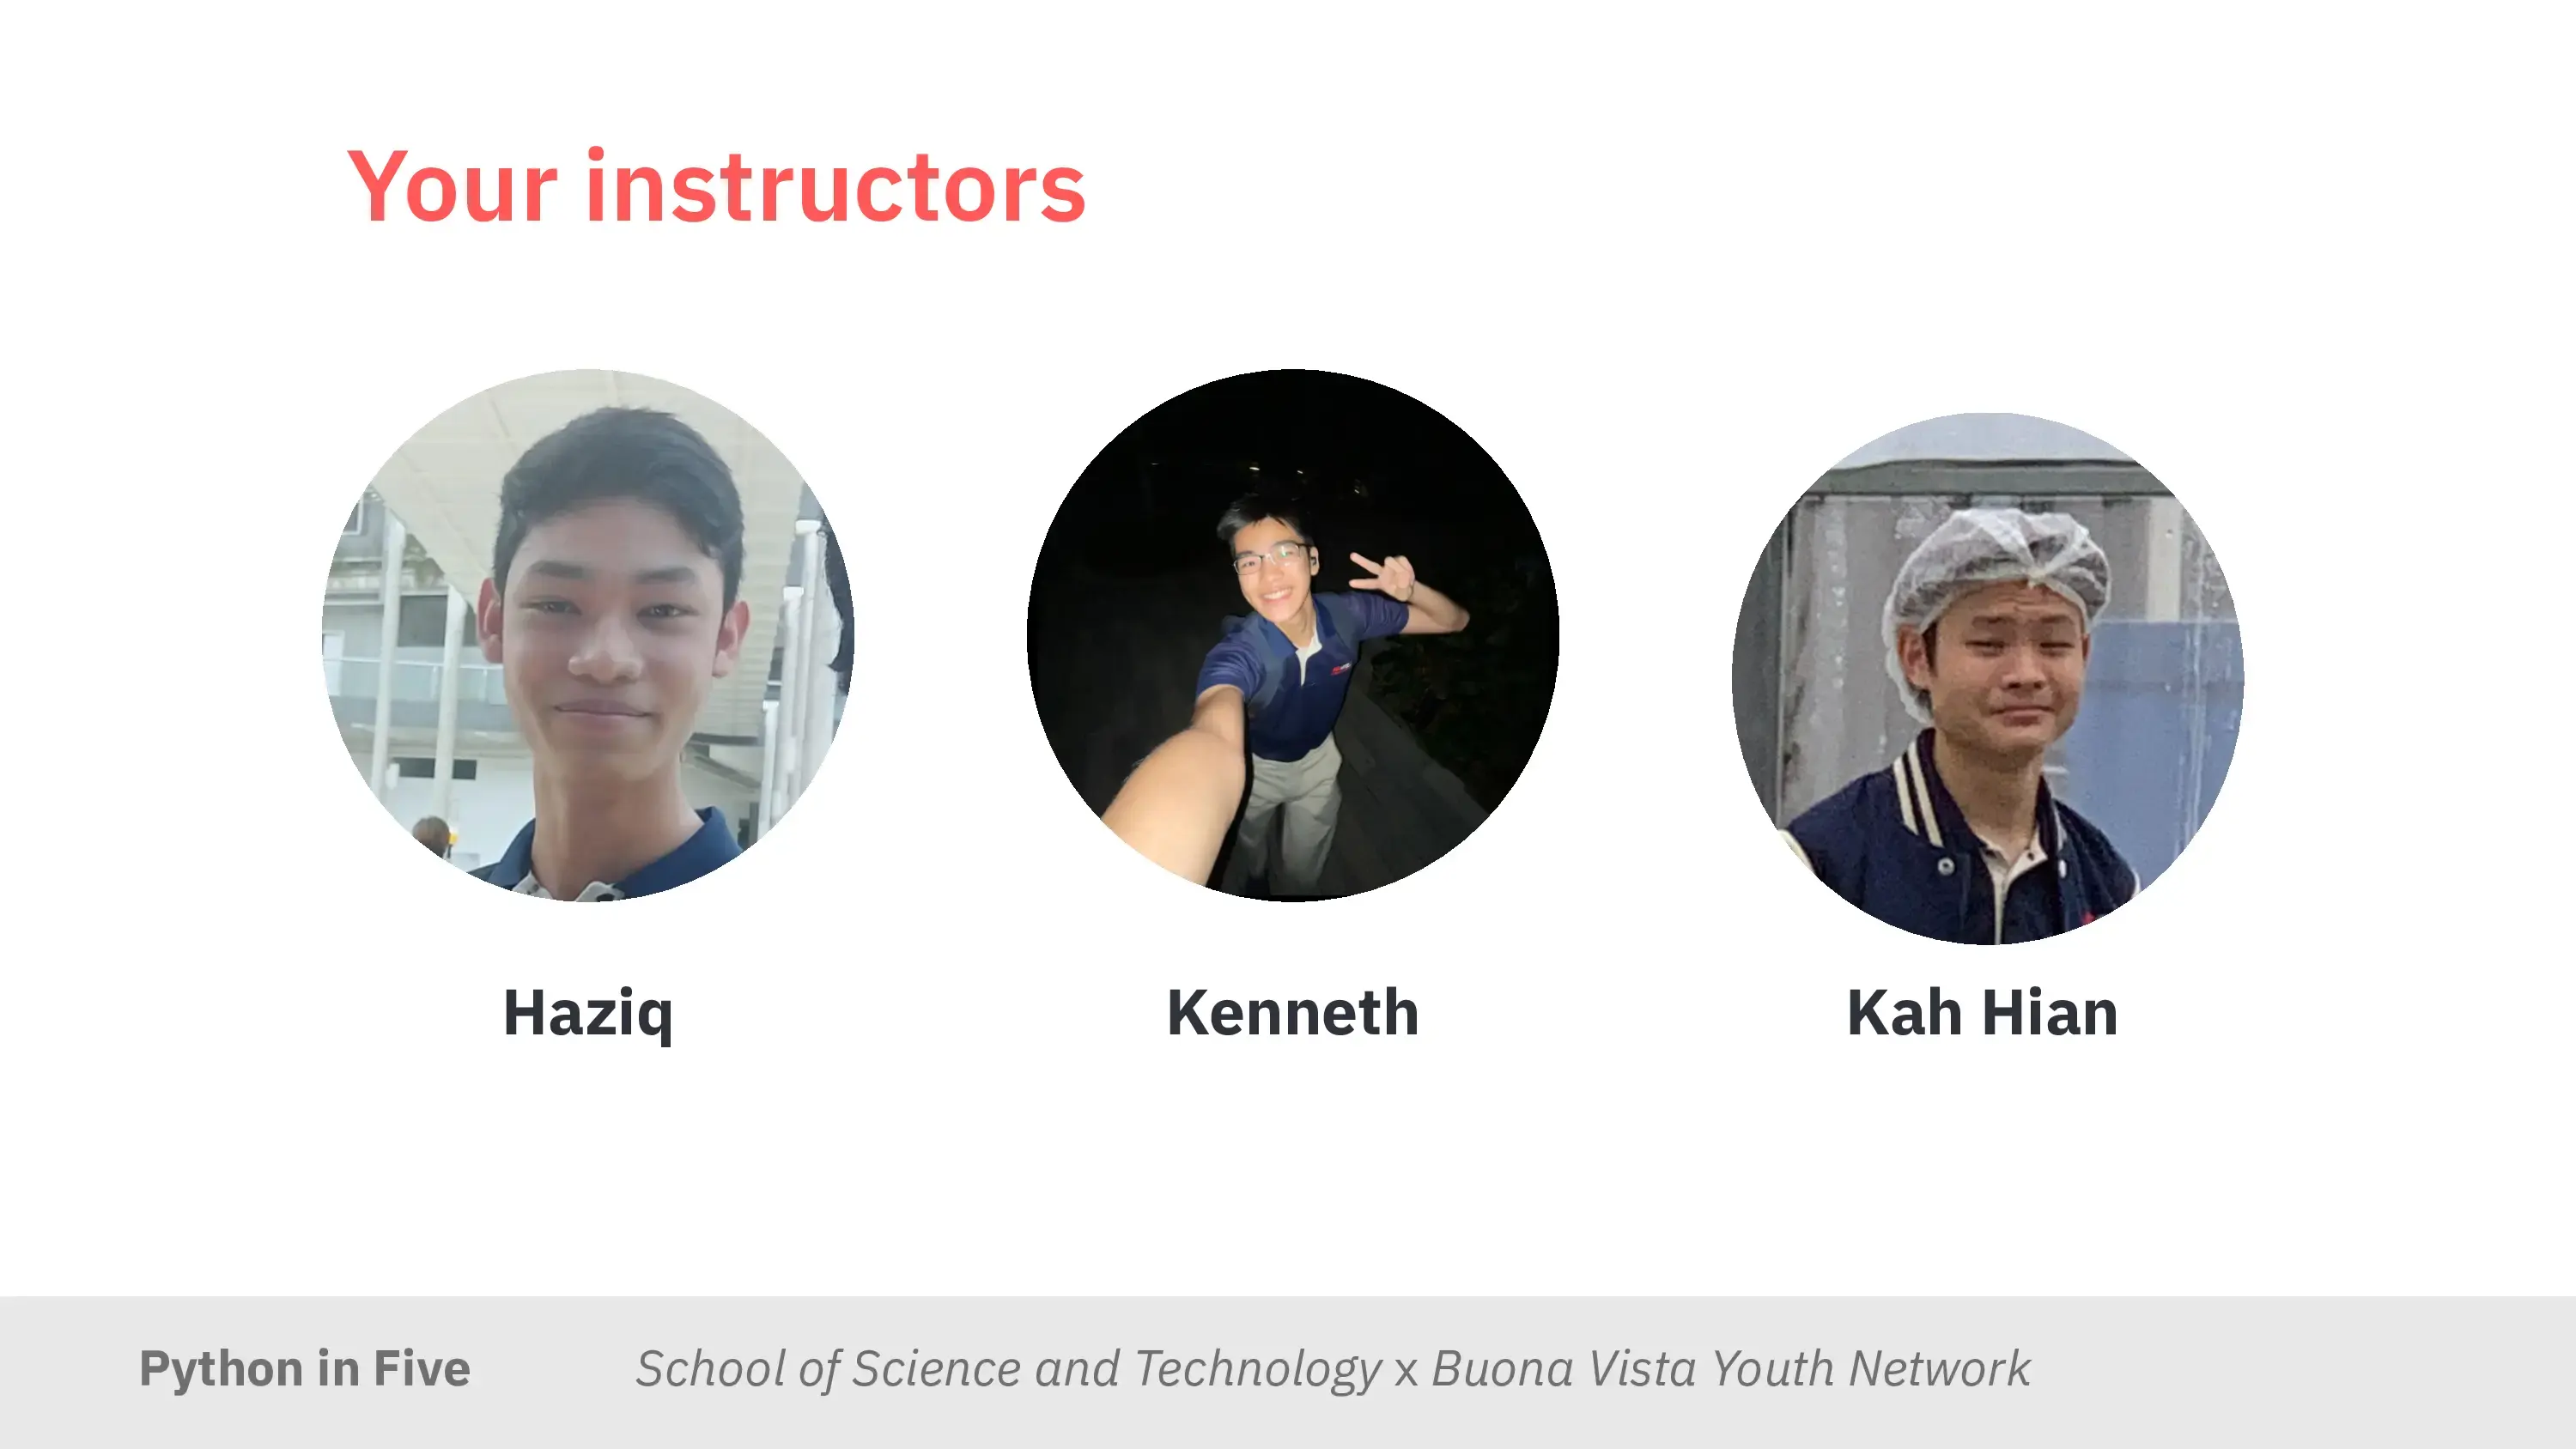 Your instructors
Haziq
Kenneth
Kah Hian
Python in Five
School of Science and Technology x Buona Vista Youth Network